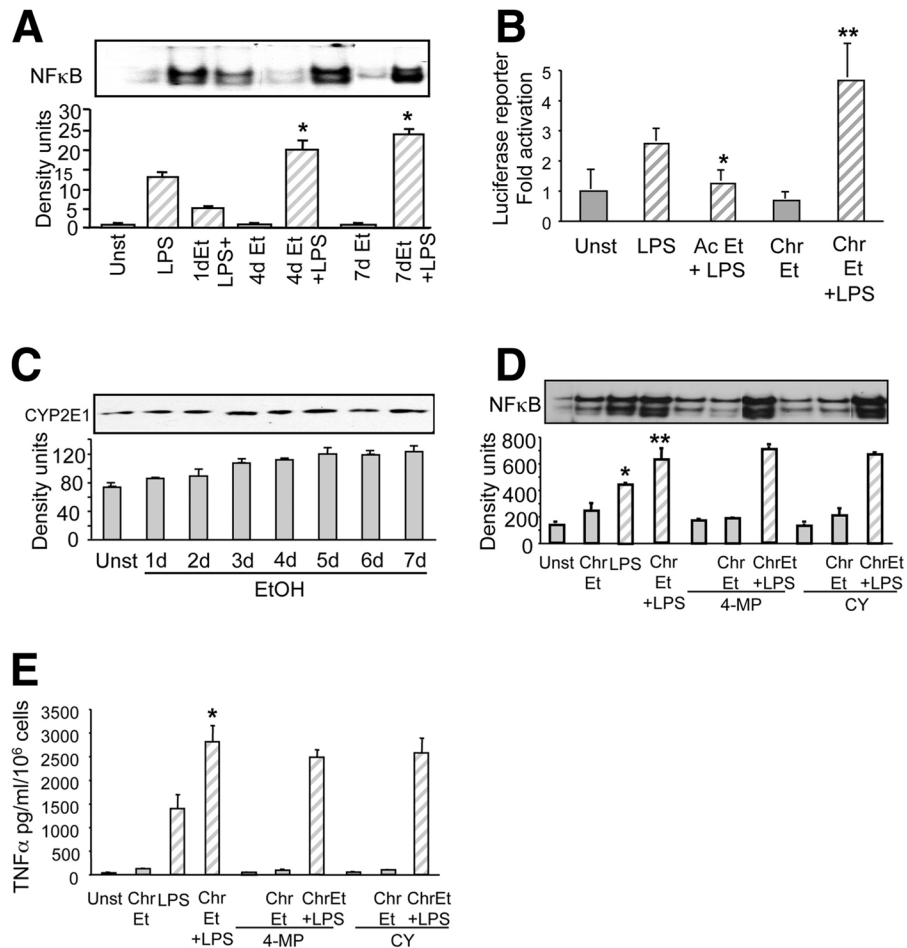 A
NFκB
Density units
30
25
20
15
10
5
0
*
*
Unst
LPS
1dEt
LPS+
4d Et
4d Et
+LPS
7d Et
7dEt
+LPS
B
Luciferase reporter
Fold activation
5
4
3
2
1
0
*
**
Unst
LPS
Ac Et
+ LPS
Chr
Et
Chr
Et
+LPS
C
CYP2E1
Density units
120
80
40
0
Unst 1d 2d 3d 4d 5d 6d 7d
EtOH
D
NFκB
Density units
800
600
400
200
0
*
**
Unst
Chr
Et
LPS
Chr
Et
+LPS
Chr
Et
ChrEt
+LPS
4-MP
Chr
Et
ChrEt
+LPS
CY
E
TNFα pg/ml/10⁶ cells
3500
3000
2500
2000
1500
1000
500
0
*
Unst
Chr
Et
LPS
Chr
Et
+LPS
Chr
Et
ChrEt
+LPS
4-MP
Chr
Et
ChrEt
+LPS
CY